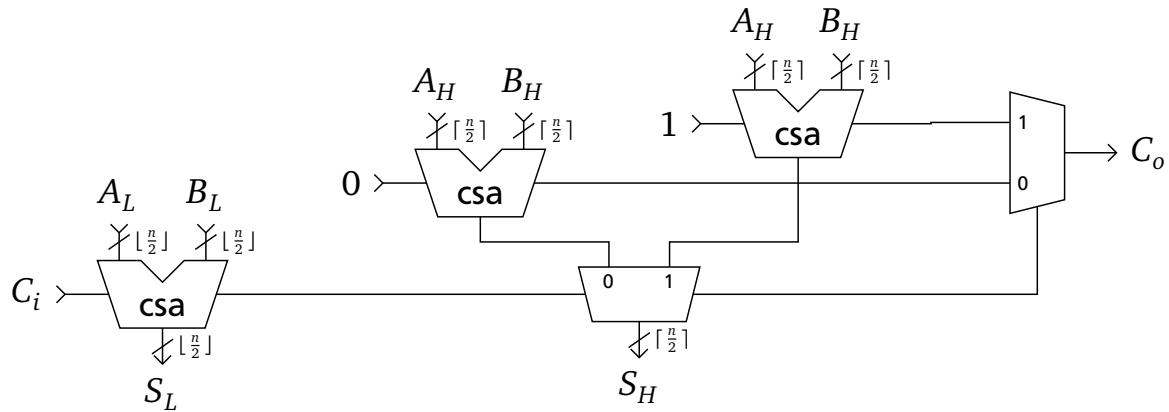 A_H B_H
⌈n/2⌉ ⌈n/2⌉
A_H B_H
⌈n/2⌉ ⌈n/2⌉
1 csa 1 C_o
0 csa 0
A_L B_L
⌊n/2⌋ ⌊n/2⌋
0 1
C_i csa
⌊n/2⌋ ⌈n/2⌉
S_L S_H